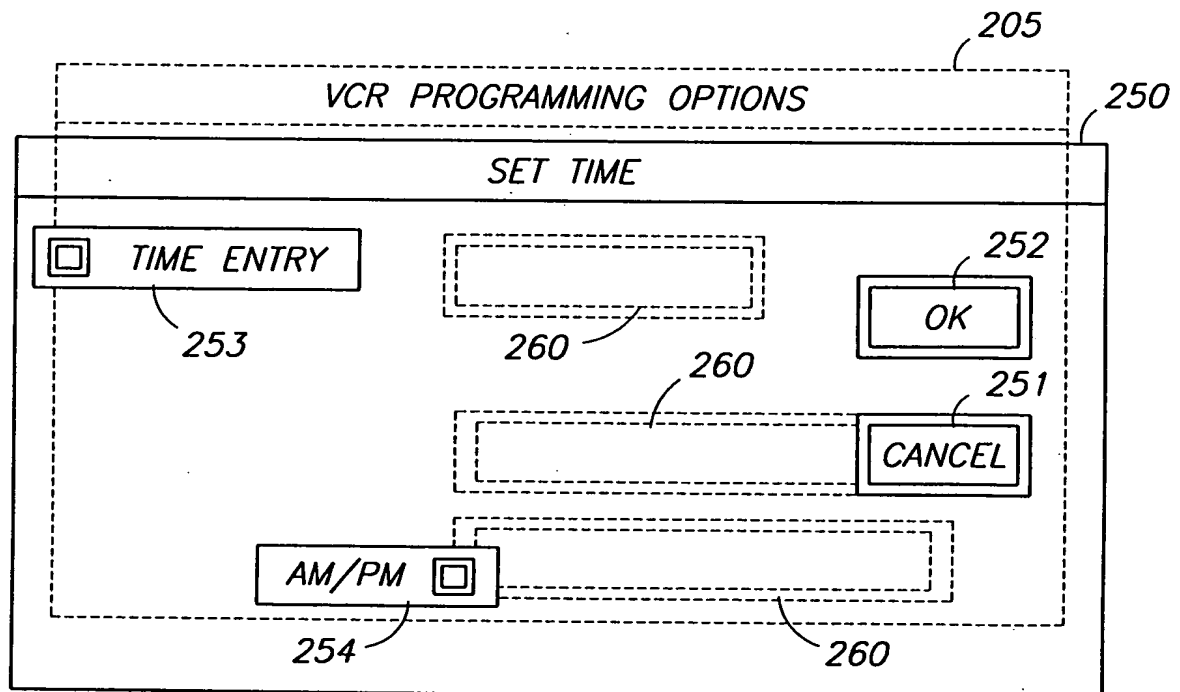 205
VCR PROGRAMMING OPTIONS
250
SET TIME
TIME ENTRY
252
OK
253
260
260
251
CANCEL
AM/PM
254
260